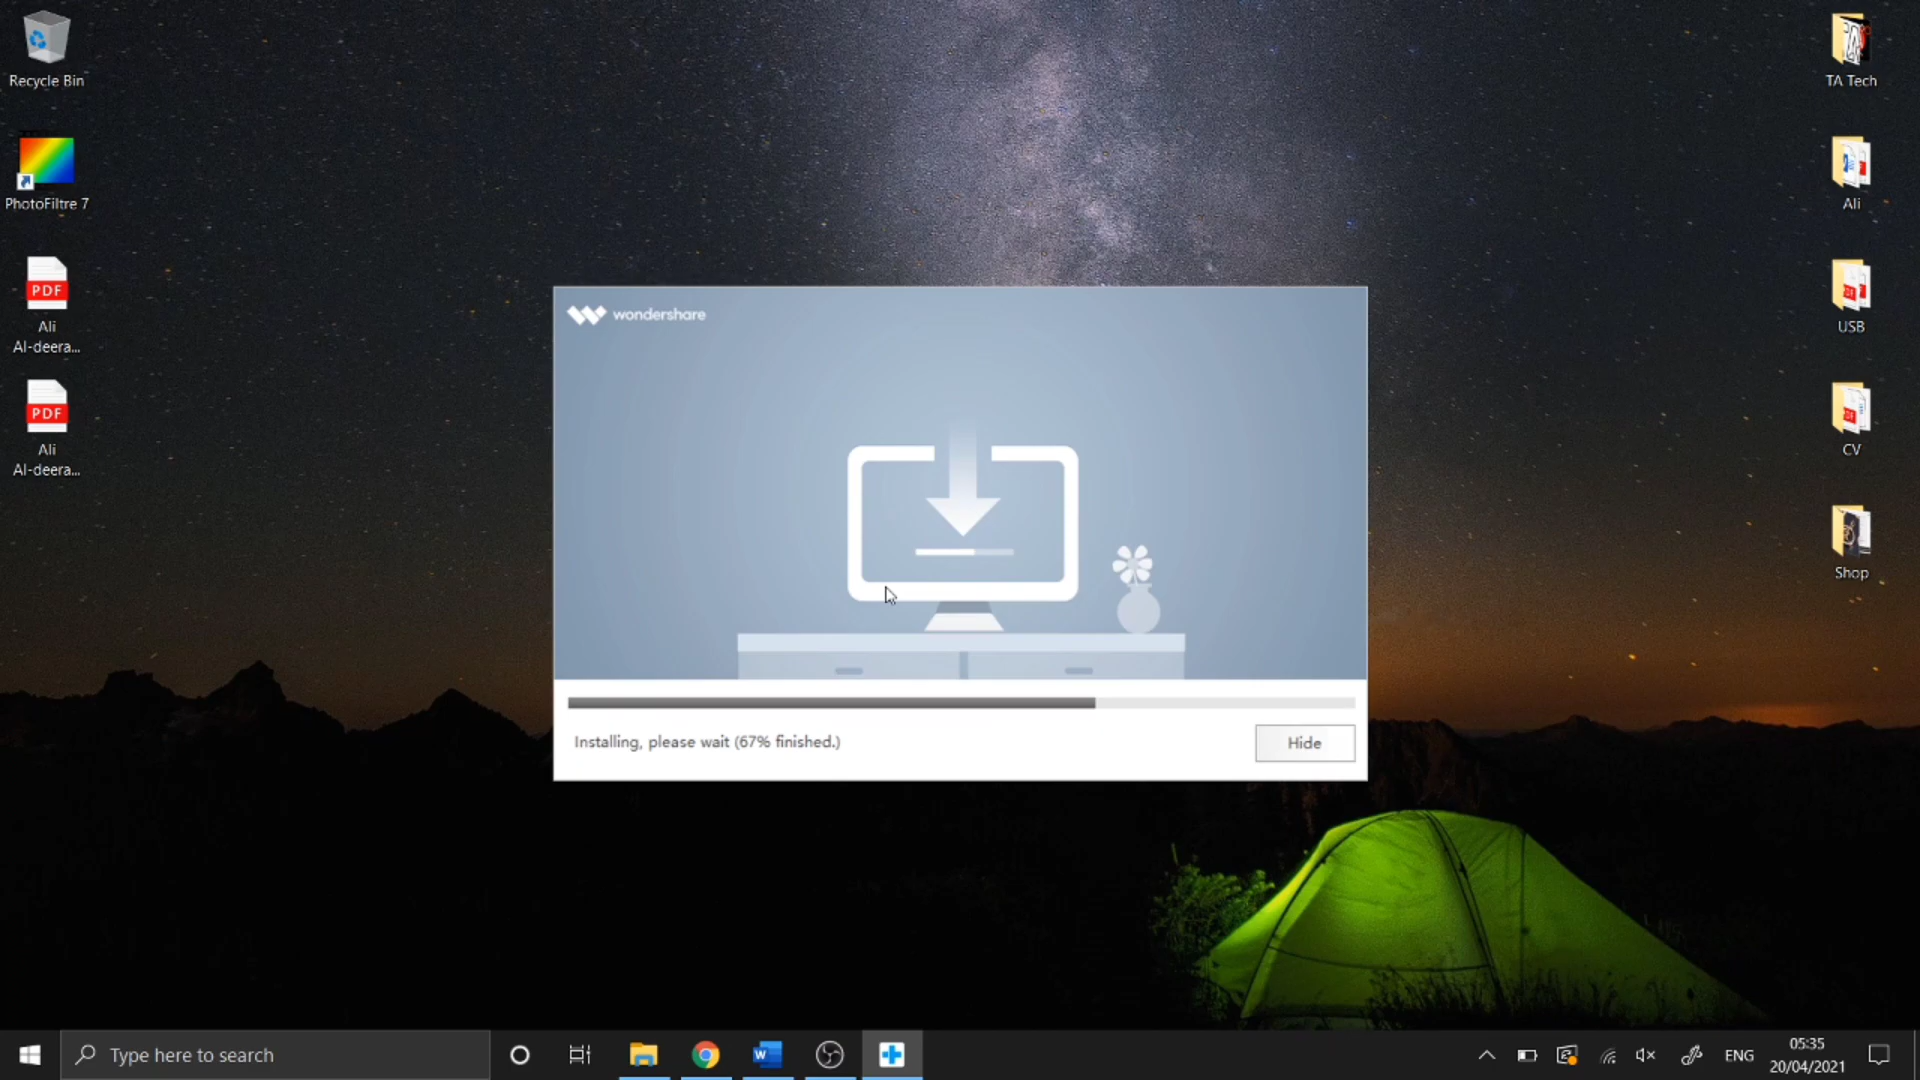 Recycle Bin
PhotoFiltre 7
PDF
Ali
Al-deera...
PDF
Ali
Al-deera...
TA Tech
Ali
USB
CV
Shop
wondershare
Installing, please wait (67% finished.)
Hide
Type here to search
W
ENG
05:35
20/04/2021